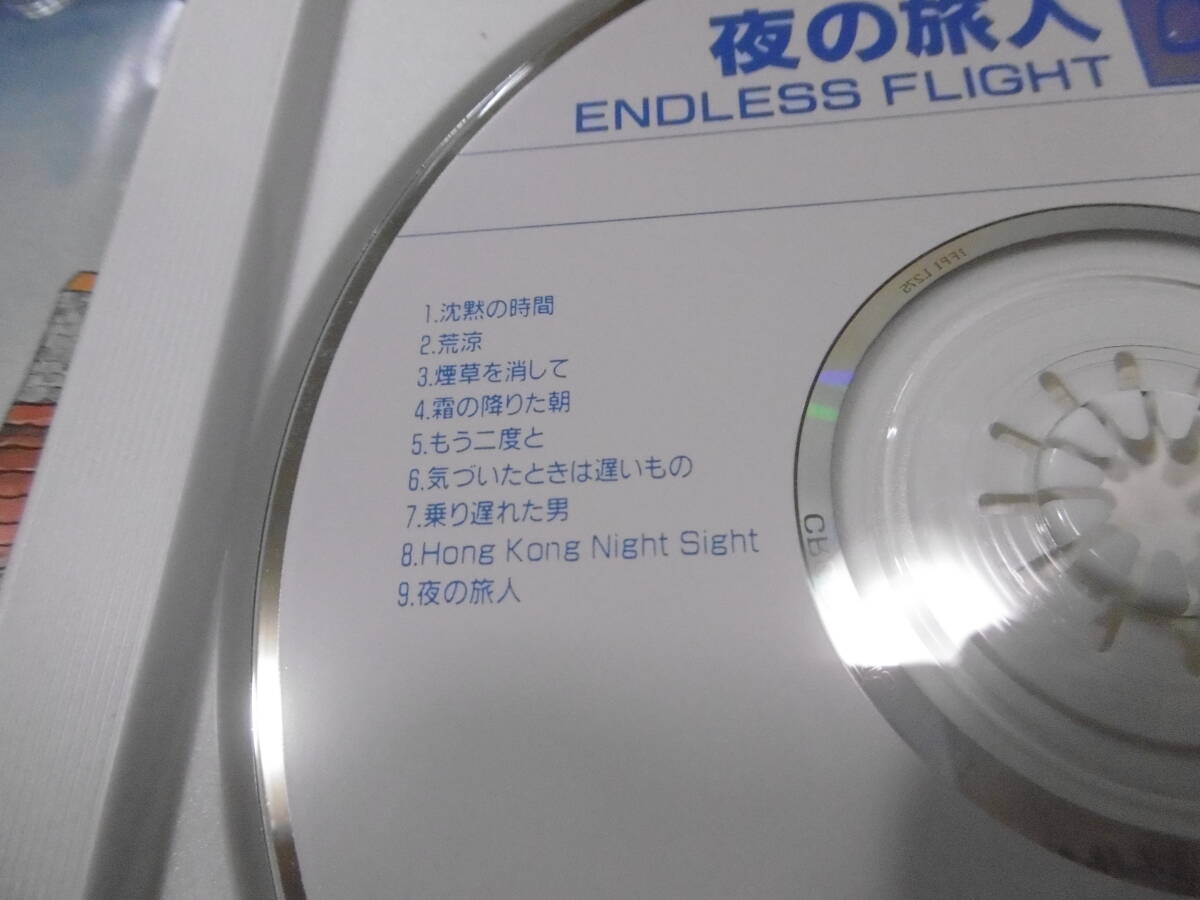 夜の旅人
ENDLESS FLIGHT
1.沈黙の時間
2.荒涼
3.煙草を消して
4.霜の降りた朝
5.もう二度と
6.気づいたときは遅いもの
7.乗り遅れた男
8.Hong Kong Night Sight
9.夜の旅人
IFPI L275